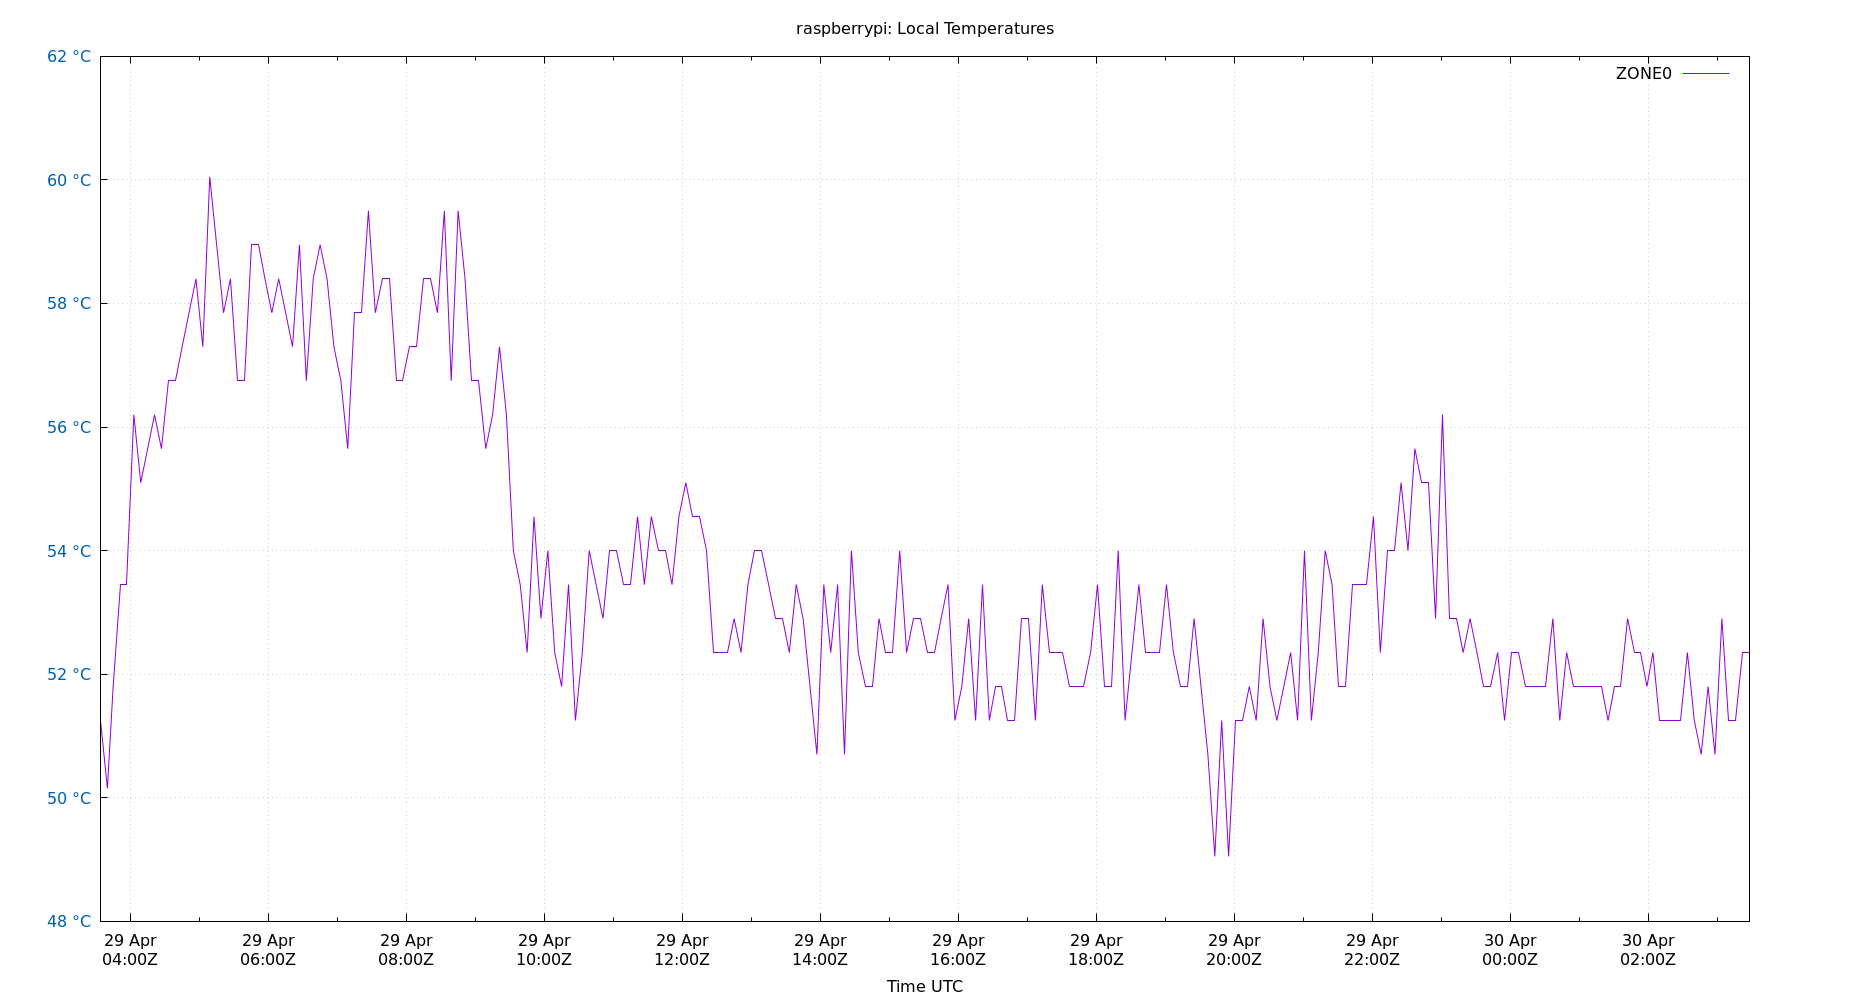 raspberrypi: Local Temperatures
62 °C
ZONE0
60 °C
58 °C
56 °C
54 °C
52 °C
50 °C
48 °C
29 Apr 29 Apr 29 Apr 29 Apr 29 Apr 29 Apr 29 Apr 29 Apr 29 Apr 29 Apr 30 Apr 30 Apr
04:00Z 06:00Z 08:00Z 10:00Z 12:00Z 14:00Z 16:00Z 18:00Z 20:00Z 22:00Z 00:00Z 02:00Z
Time UTC